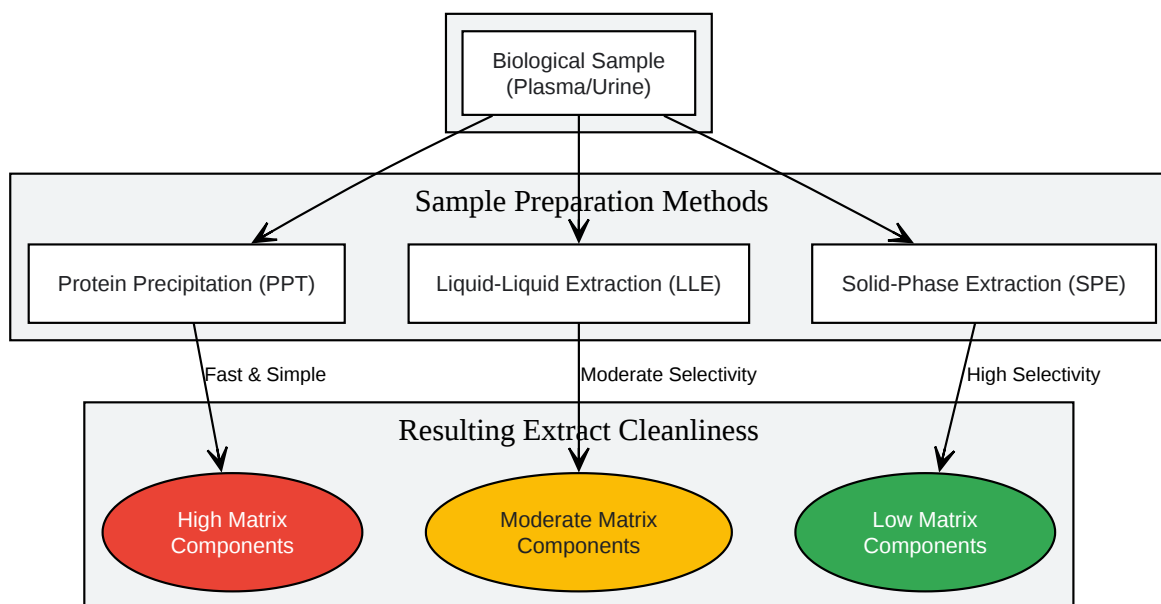 Biological Sample
(Plasma/Urine)
Sample Preparation Methods
Protein Precipitation (PPT)
Liquid-Liquid Extraction (LLE)
Solid-Phase Extraction (SPE)
Fast & Simple
Moderate Selectivity
High Selectivity
Resulting Extract Cleanliness
High Matrix
Components
Moderate Matrix
Components
Low Matrix
Components